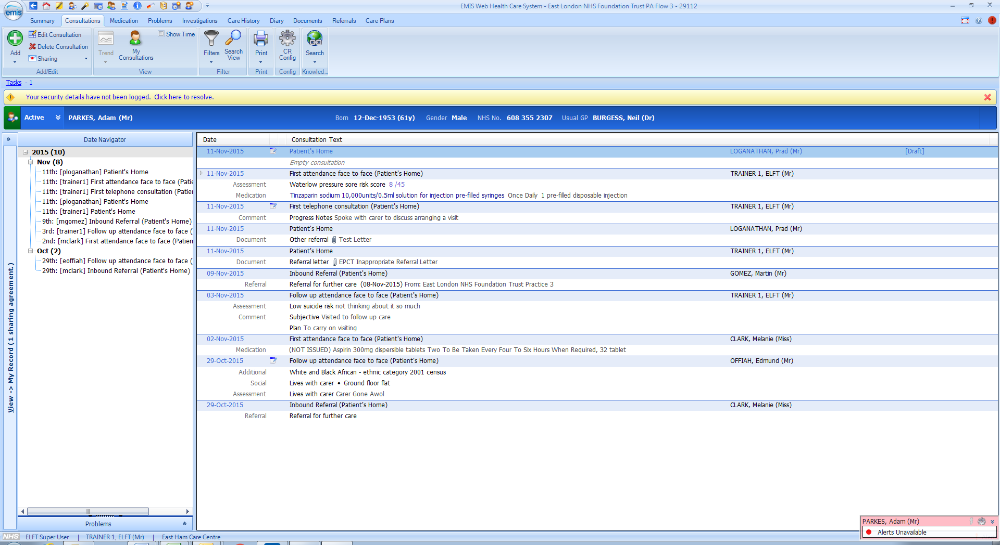 EMIS Web Health Care System - East London NHS Foundation Trust PA Flow 3 - 29112
emis
Summary Consultations Medication Problems Investigations Care History Diary Documents Referrals Care Plans
Add
Edit Consultation
Delete Consultation
Sharing
Add/Edit
Trend
My Consultations
Show Time
View
Filters
Search View
Filter
Print
Print
CR Config
Config
Search
Knowled...
Tasks - 1
Your security details have not been logged. Click here to resolve.
Active PARKES, Adam (Mr) Born 12-Dec-1953 (61y) Gender Male NHS No. 608 355 2307 Usual GP BURGESS, Neil (Dr)
View -> My Record ( 1 sharing agreement.)
Date Navigator
2015 (10)
Nov (8)
11th: [ploganathan] Patient's Home
11th: [trainer1] First attendance face to face (Patie
11th: [trainer1] First telephone consultation (Patien
11th: [ploganathan] Patient's Home
11th: [trainer1] Patient's Home
9th: [mgomez] Inbound Referral (Patient's Home)
3rd: [trainer1] Follow up attendance face to face (
2nd: [mclark] First attendance face to face (Patien
Oct (2)
29th: [eoffiah] Follow up attendance face to face (
29th: [mclark] Inbound Referral (Patient's Home)
Problems
Date Consultation Text
11-Nov-2015 Patient's Home LOGANATHAN, Prad (Mr) [Draft]
Empty consultation
11-Nov-2015 First attendance face to face (Patient's Home) TRAINER 1, ELFT (Mr)
Assessment Waterlow pressure sore risk score 8 /45
Medication Tinzaparin sodium 10,000units/0.5ml solution for injection pre-filled syringes Once Daily 1 pre-filled disposable injection
11-Nov-2015 First telephone consultation (Patient's Home) TRAINER 1, ELFT (Mr)
Comment Progress Notes Spoke with carer to discuss arranging a visit
11-Nov-2015 Patient's Home LOGANATHAN, Prad (Mr)
Document Other referral Test Letter
11-Nov-2015 Patient's Home TRAINER 1, ELFT (Mr)
Document Referral letter EPCT Inappropriate Referral Letter
09-Nov-2015 Inbound Referral (Patient's Home) GOMEZ, Martin (Mr)
Referral Referral for further care (08-Nov-2015) From: East London NHS Foundation Trust Practice 3
03-Nov-2015 Follow up attendance face to face (Patient's Home) TRAINER 1, ELFT (Mr)
Assessment Low suicide risk not thinking about it so much
Comment Subjective Visited to follow up care
Plan To carry on visiting
02-Nov-2015 First attendance face to face (Patient's Home) CLARK, Melanie (Miss)
Medication (NOT ISSUED) Aspirin 300mg dispersible tablets Two To Be Taken Every Four To Six Hours When Required, 32 tablet
29-Oct-2015 Follow up attendance face to face (Patient's Home) OFFIAH, Edmund (Mr)
Additional White and Black African - ethnic category 2001 census
Social Lives with carer • Ground floor flat
Assessment Lives with carer Carer Gone Awol
29-Oct-2015 Inbound Referral (Patient's Home) CLARK, Melanie (Miss)
Referral Referral for further care
PARKES, Adam (Mr)
Alerts Unavailable
NHS ELFT Super User | TRAINER 1, ELFT (Mr) | East Ham Care Centre